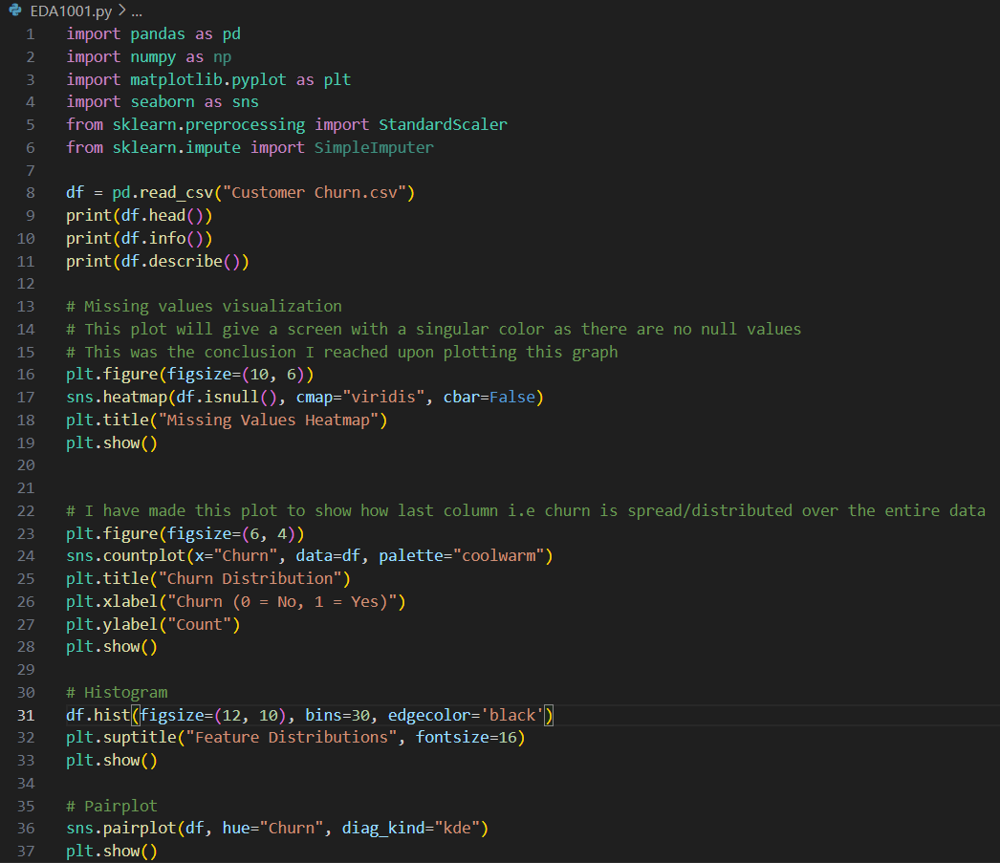 EDA1001.py > ...
1 import pandas as pd
2 import numpy as np
3 import matplotlib.pyplot as plt
4 import seaborn as sns
5 from sklearn.preprocessing import StandardScaler
6 from sklearn.impute import SimpleImputer
7
8 df = pd.read_csv("Customer Churn.csv")
9 print(df.head())
10 print(df.info())
11 print(df.describe())
12
13 # Missing values visualization
14 # This plot will give a screen with a singular color as there are no null values
15 # This was the conclusion I reached upon plotting this graph
16 plt.figure(figsize=(10, 6))
17 sns.heatmap(df.isnull(), cmap="viridis", cbar=False)
18 plt.title("Missing Values Heatmap")
19 plt.show()
20
21
22 # I have made this plot to show how last column i.e churn is spread/distributed over the entire data
23 plt.figure(figsize=(6, 4))
24 sns.countplot(x="Churn", data=df, palette="coolwarm")
25 plt.title("Churn Distribution")
26 plt.xlabel("Churn (0 = No, 1 = Yes)")
27 plt.ylabel("Count")
28 plt.show()
29
30 # Histogram
31 df.hist(figsize=(12, 10), bins=30, edgecolor='black')
32 plt.suptitle("Feature Distributions", fontsize=16)
33 plt.show()
34
35 # Pairplot
36 sns.pairplot(df, hue="Churn", diag_kind="kde")
37 plt.show()